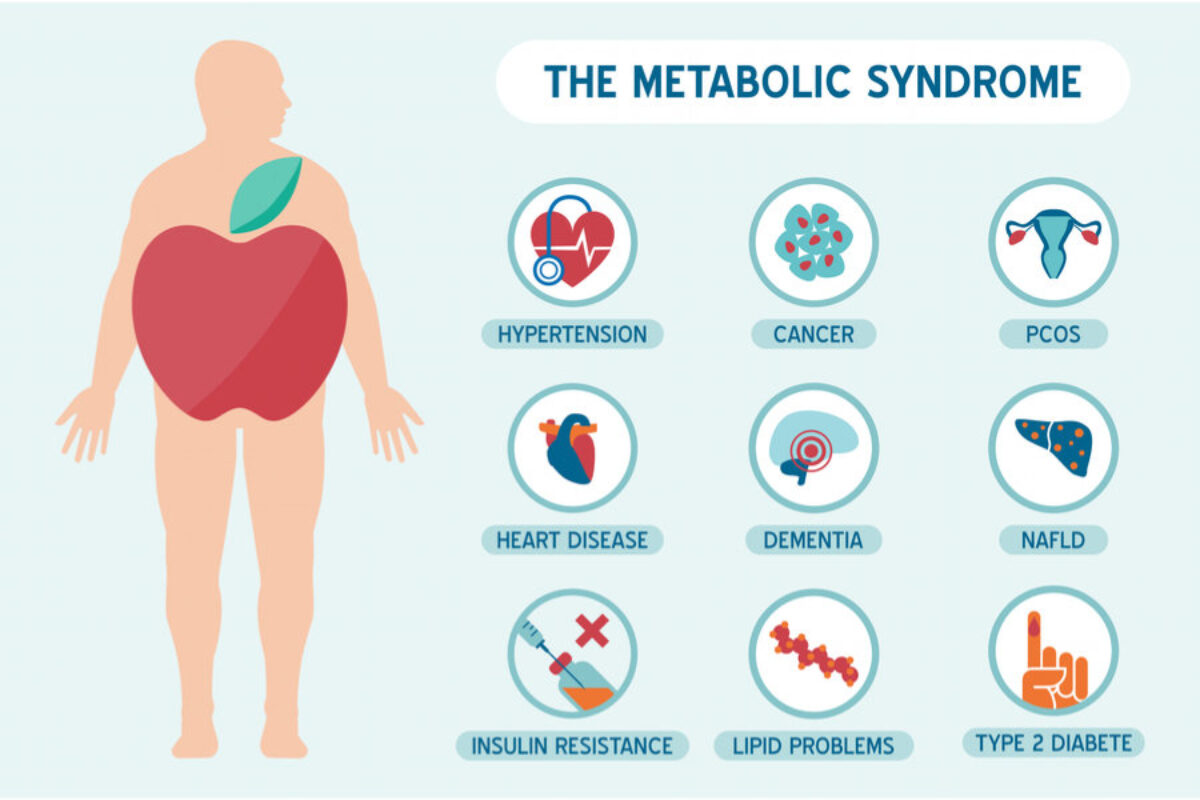 THE METABOLIC SYNDROME
HYPERTENSION
CANCER
PCOS
HEART DISEASE
DEMENTIA
NAFLD
INSULIN RESISTANCE
LIPID PROBLEMS
TYPE 2 DIABETE